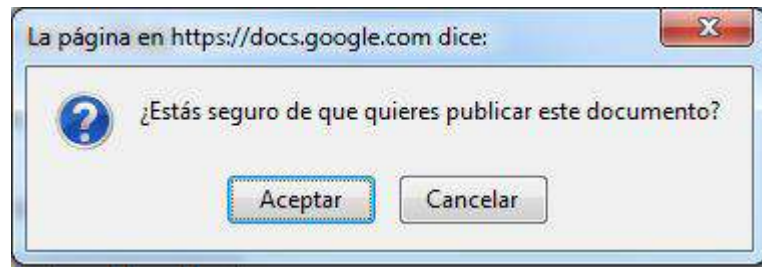 La página en https://docs.google.com dice:
¿Estás seguro de que quieres publicar este documento?
Aceptar Cancelar